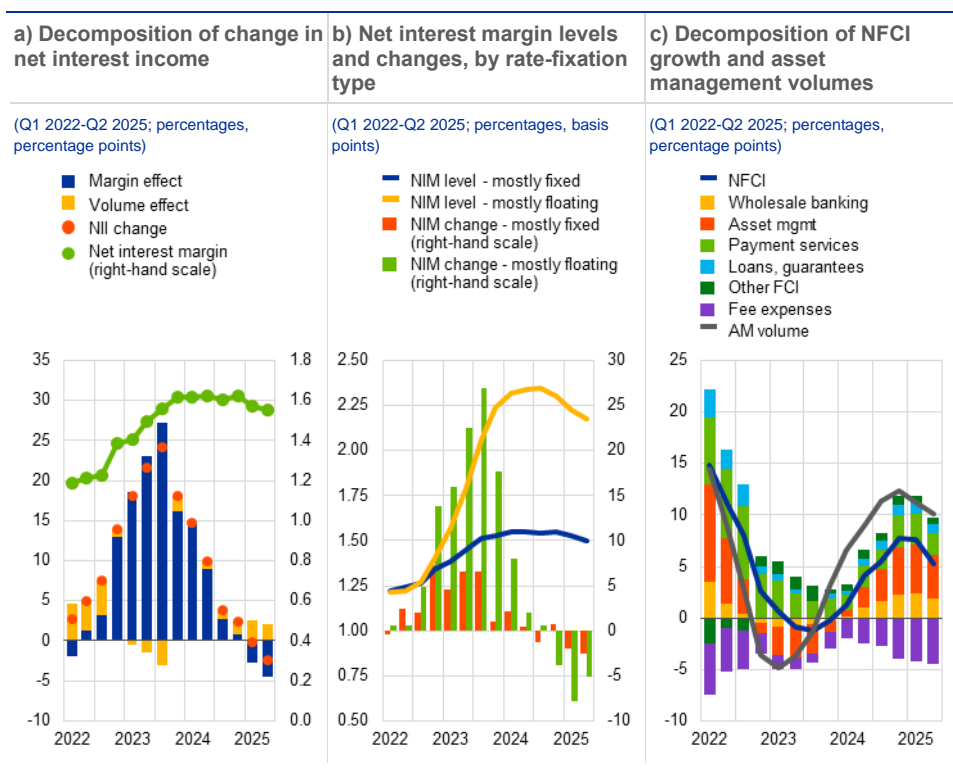 a) Decomposition of change in
net interest income
(Q1 2022-Q2 2025; percentages,
percentage points)
Margin effect
Volume effect
NII change
Net interest margin
(right-hand scale)
35
30
25
20
15
10
5
0
-5
-10
1.8
1.6
1.4
1.2
1.0
0.8
0.6
0.4
0.2
0.0
2022
2023
2024
2025
b) Net interest margin levels
and changes, by rate-fixation
type
(Q1 2022-Q2 2025; percentages, basis
points)
NIM level - mostly fixed
NIM level - mostly floating
NIM change - mostly fixed
(right-hand scale)
NIM change - mostly floating
(right-hand scale)
2.50
2.25
2.00
1.75
1.50
1.25
1.00
0.75
0.50
30
25
20
15
10
5
0
-5
-10
2022
2023
2024
2025
c) Decomposition of NFCI
growth and asset
management volumes
(Q1 2022-Q2 2025; percentages,
percentage points)
NFCI
Wholesale banking
Asset mgmt
Payment services
Loans, guarantees
Other FCI
Fee expenses
AM volume
25
20
15
10
5
0
-5
-10
2022
2023
2024
2025